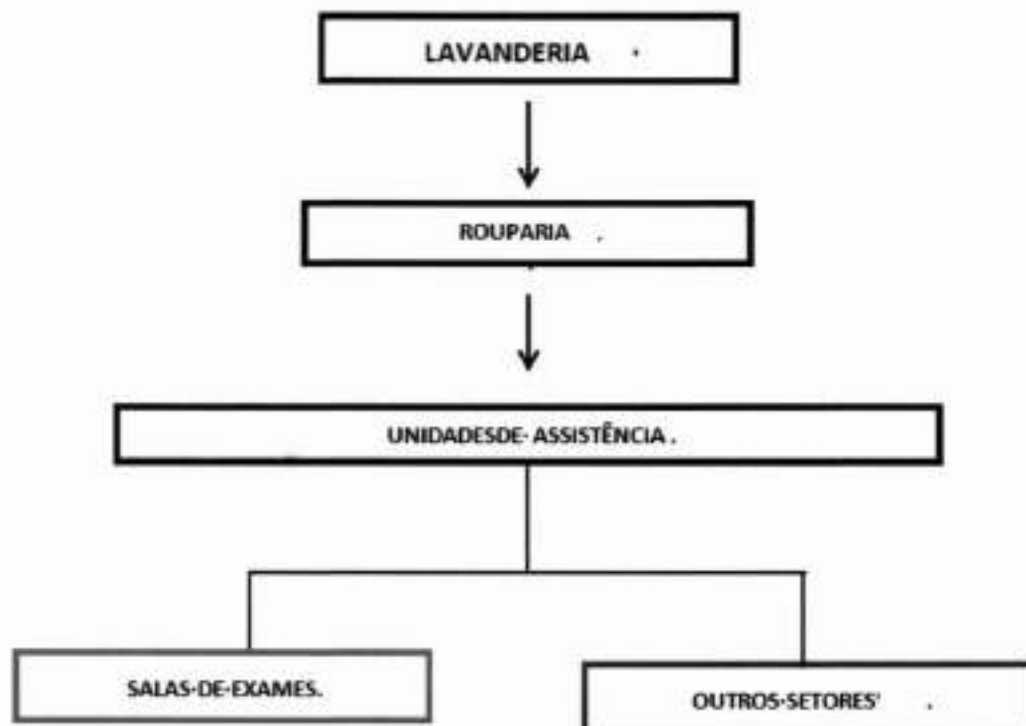 LAVANDERIA .
ROUPARIA .
UNIDADESDE· ASSISTÊNCIA .
SALAS·DE·EXAMES.
OUTROS·SETORES' .